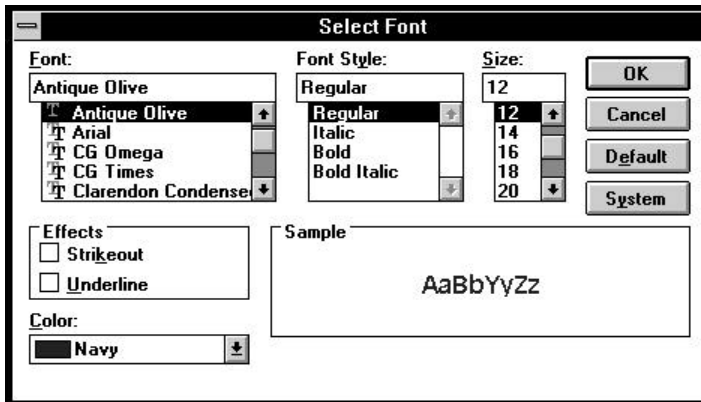 Select Font
Font:
Font Style:
Size:
Antique Olive
Regular
12
Antique Olive
Arial
CG Omega
CG Times
Clarendon Condensed
Regular
Italic
Bold
Bold Italic
12
14
16
18
20
OK
Cancel
Default
System
Effects
Strikeout
Underline
Sample
AaBbYyZz
Color:
Navy